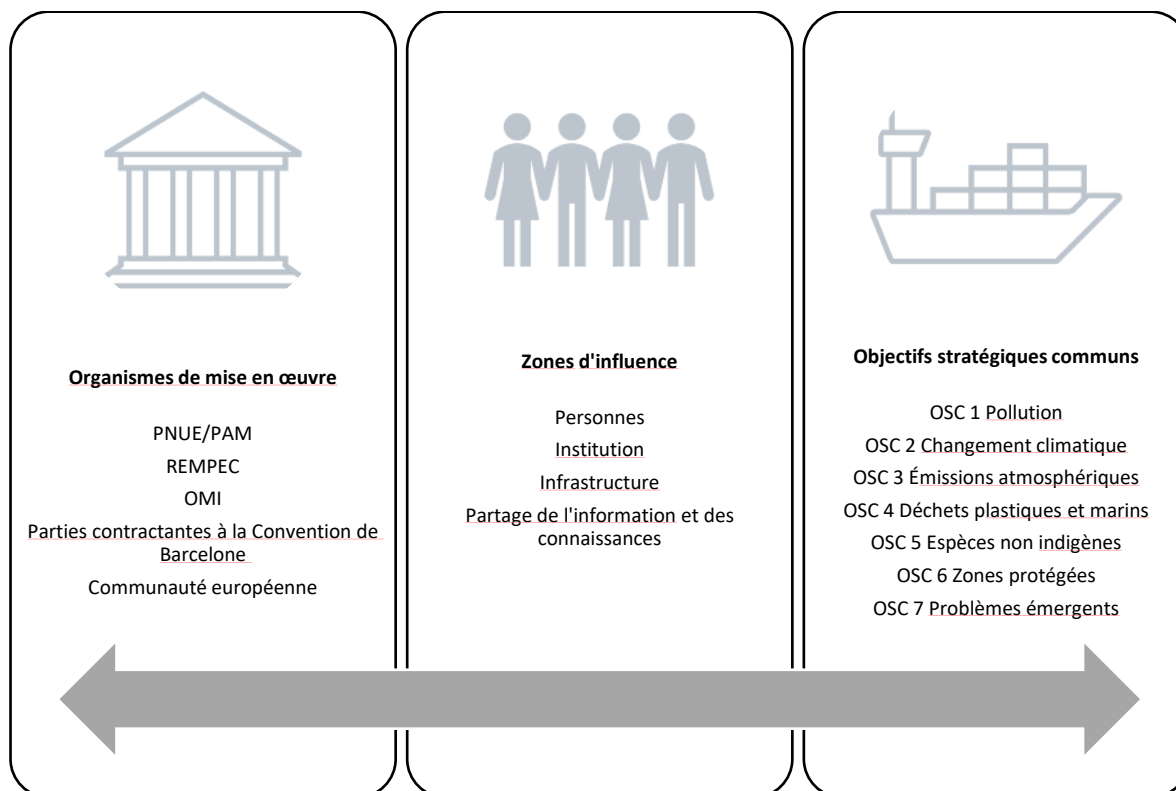 Organismes de mise en œuvre
PNUE/PAM
REMPEC
OMI
Parties contractantes à la Convention de
Barcelone
Communauté européenne
Zones d'influence
Personnes
Institution
Infrastructure
Partage de l'information et des
connaissances
Objectifs stratégiques communs
OSC 1 Pollution
OSC 2 Changement climatique
OSC 3 Émissions atmosphériques
OSC 4 Déchets plastiques et marins
OSC 5 Espèces non indigènes
OSC 6 Zones protégées
OSC 7 Problèmes émergents